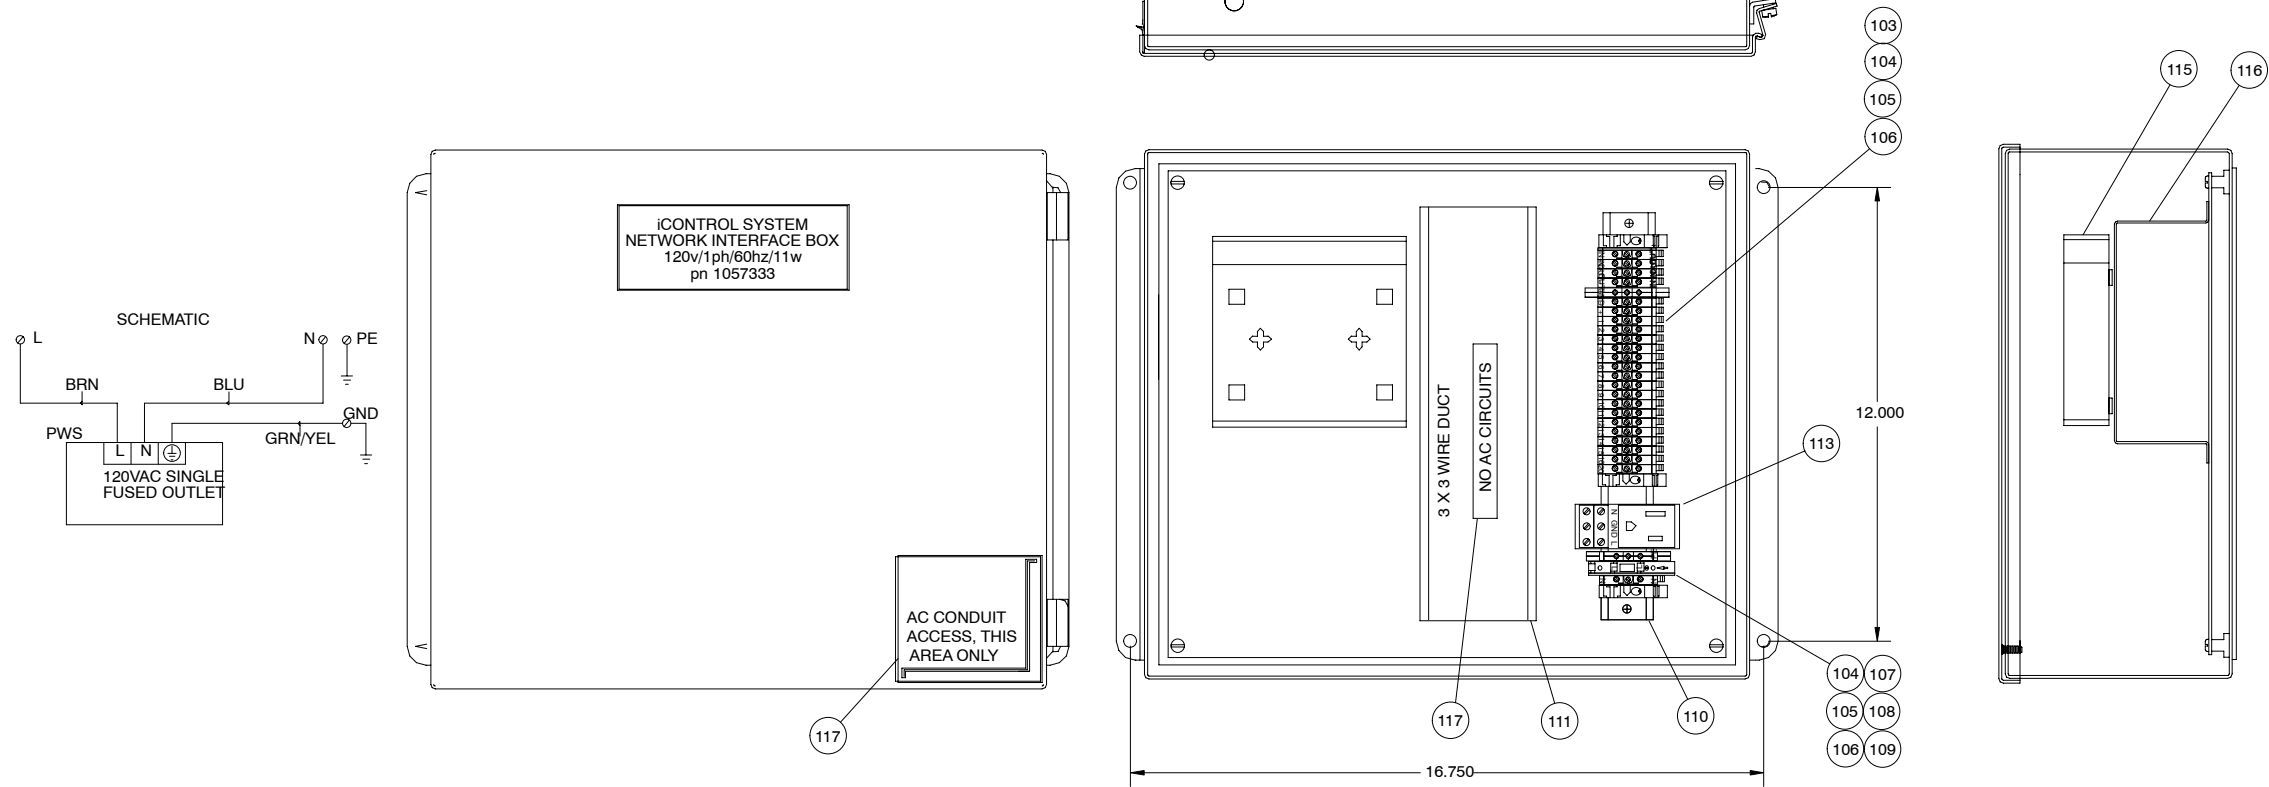 103
104
105
106
115
116
iCONTROL SYSTEM
NETWORK INTERFACE BOX
120v/1ph/60hz/11w
pn 1057333
SCHEMATIC
L
N
PE
BRN
BLU
GND
GRN/YEL
PWS
L N
120VAC SINGLE
FUSED OUTLET
AC CONDUIT
ACCESS, THIS
AREA ONLY
117
3 X 3 WIRE DUCT
NO AC CIRCUITS
N GND L
12.000
113
104 107
105 108
106 109
117
111
110
16.750